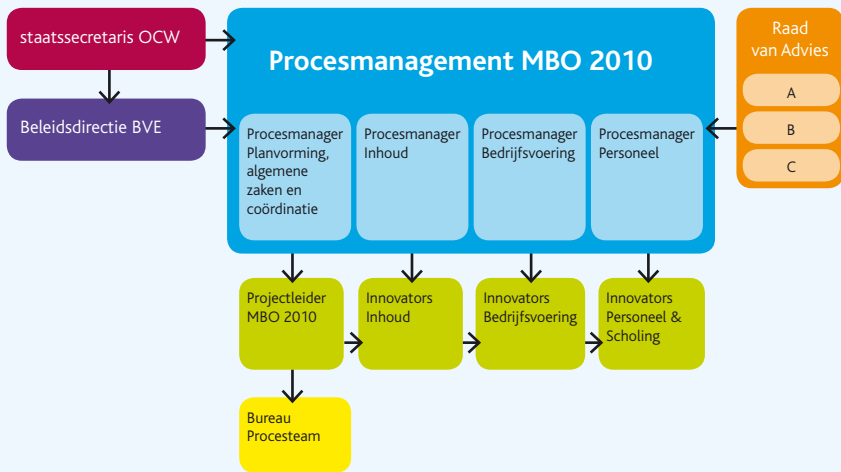 staatssecretaris OCW
Beleidsdirectie BVE
Procesmanagement MBO 2010
Procesmanager
Planvorming,
algemene
zaken en
coördinatie
Procesmanager
Inhoud
Procesmanager
Bedrijfsvoering
Procesmanager
Personeel
Raad
van Advies
A
B
C
Projectleider
MBO 2010
Innovators
Inhoud
Innovators
Bedrijfsvoering
Innovators
Personeel &
Scholing
Bureau
Procesteam